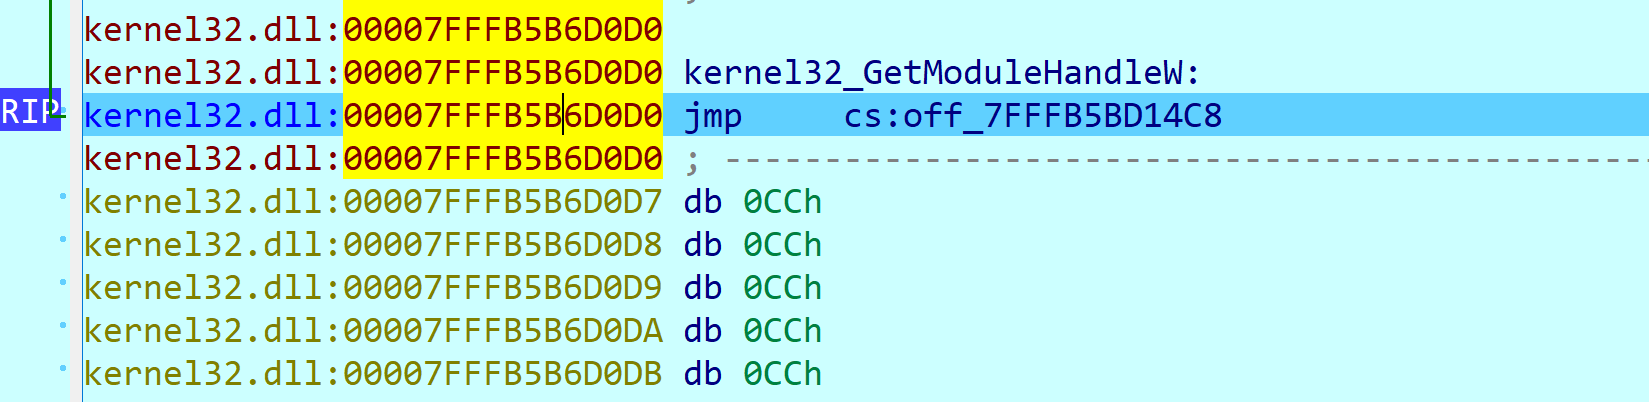 kernel32.dll:00007FFFB5B6D0D0
kernel32.dll:00007FFFB5B6D0D0 kernel32_GetModuleHandleW:
RIP kernel32.dll:00007FFFB5B6D0D0 jmp     cs:off_7FFFB5BD14C8
kernel32.dll:00007FFFB5B6D0D0 ; -----------------------------------------------
kernel32.dll:00007FFFB5B6D0D7 db 0CCh
kernel32.dll:00007FFFB5B6D0D8 db 0CCh
kernel32.dll:00007FFFB5B6D0D9 db 0CCh
kernel32.dll:00007FFFB5B6D0DA db 0CCh
kernel32.dll:00007FFFB5B6D0DB db 0CCh